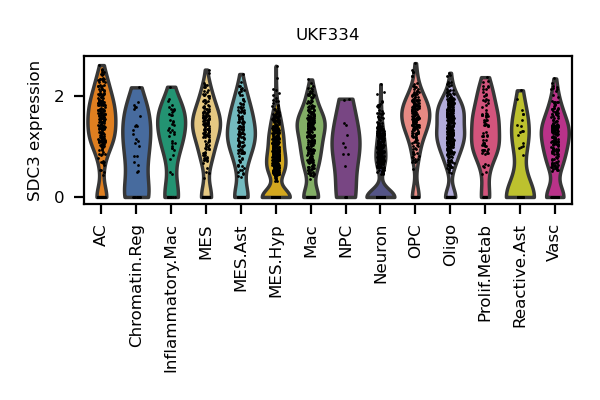 UKF334
SDC3 expression
2
0
AC
Chromatin.Reg
Inflammatory.Mac
MES
MES.Ast
MES.Hyp
Mac
NPC
Neuron
OPC
Oligo
Prolif.Metab
Reactive.Ast
Vasc